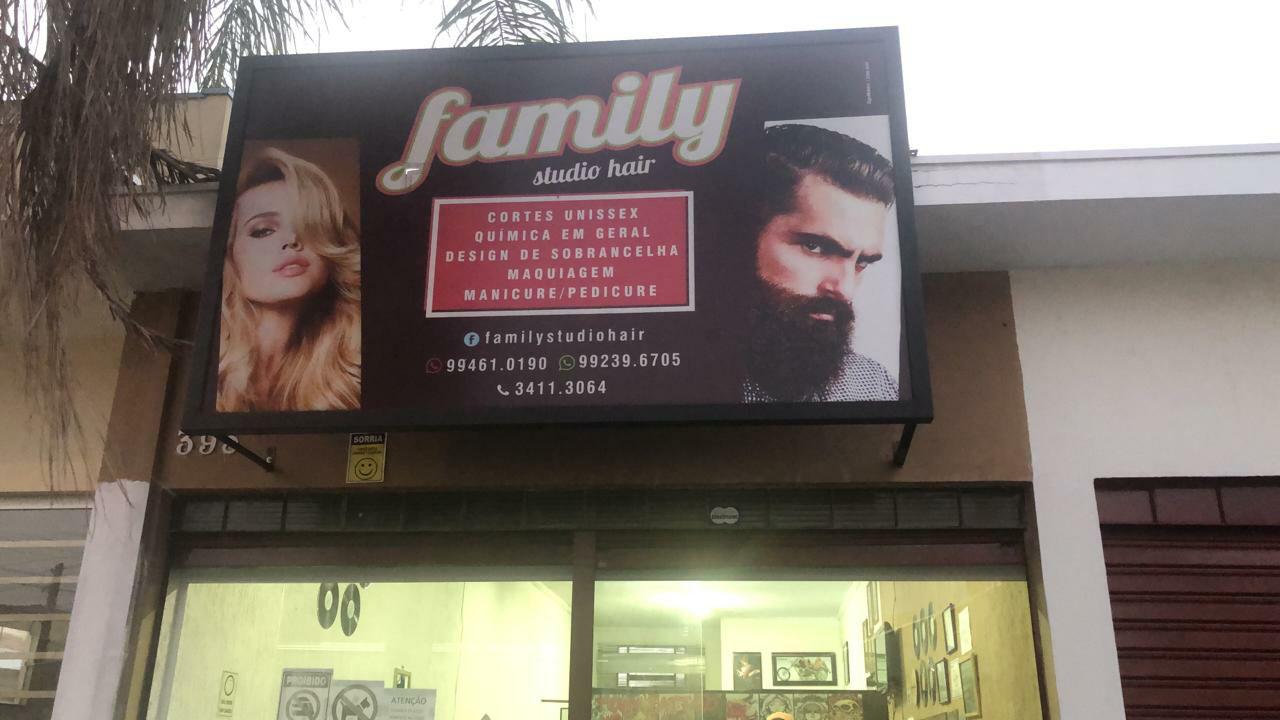 family
studio hair
CORTES UNISSEX
QUÍMICA EM GERAL
DESIGN DE SOBRANCELHA
MAQUIAGEM
MANICURE/PEDICURE
familystudiohair
99461.0190 99239.6705
3411.3064
SORRIA
PROIBIDO
ATENÇÃO